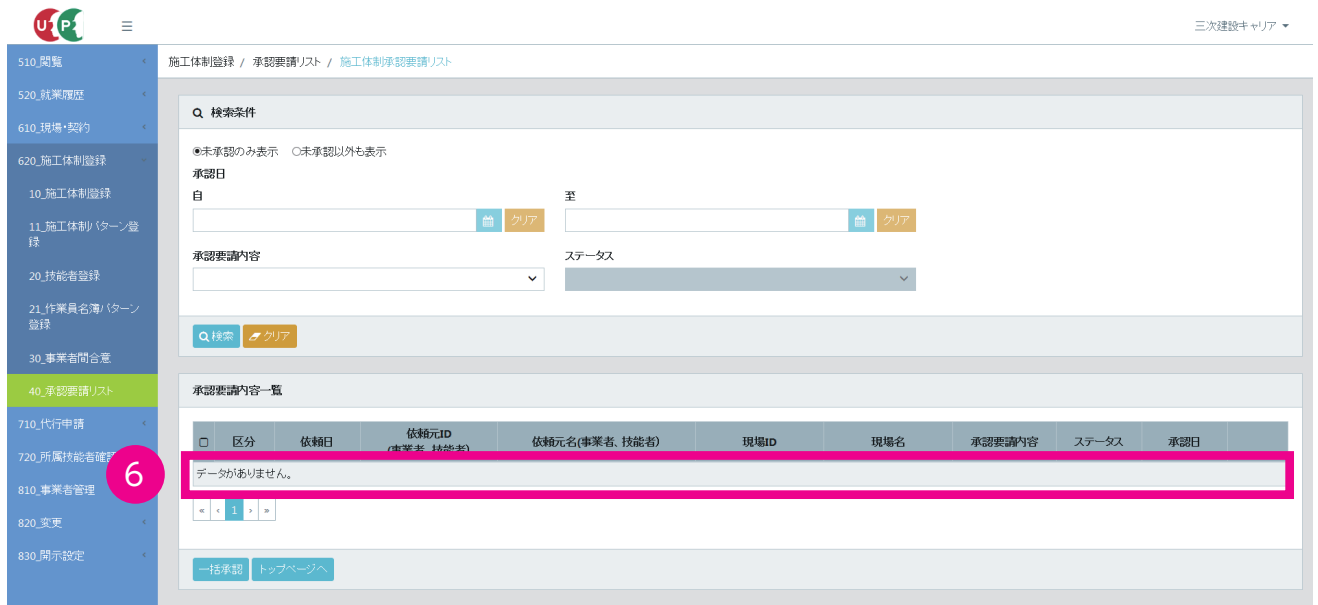 UP
三次建設キャリア
510_閲覧
520_就業履歴
610_現場・契約
620_施工体制登録
10_施工体制登録
11_施工体制パターン登
録
20_技能者登録
21_作業員名簿パターン
登録
30_事業者間合意
40_承認要請リスト
710_代行申請
720_所属技能者確認
810_事業者管理
820_変更
830_開示設定
6
施工体制登録 / 承認要請リスト / 施工体制承認要請リスト
検索条件
未承認のみ表示 未承認以外も表示
承認日
自 至
クリア クリア
承認要請内容 ステータス
検索 クリア
承認要請内容一覧
区分 依頼日 依頼元ID
(事業者、技能者) 依頼元名(事業者、技能者) 現場ID 現場名 承認要請内容 ステータス 承認日
データがありません。
« ‹ 1 › »
一括承認 トップページへ